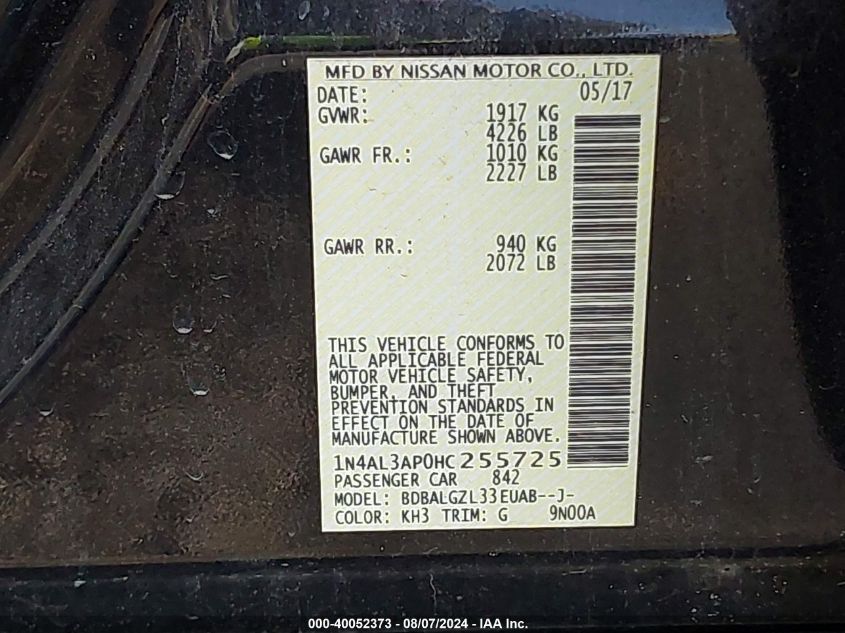 MFD BY NISSAN MOTOR CO., LTD.
DATE: 05/17
GVWR: 1917 KG
4226 LB
GAWR FR.: 1010 KG
2227 LB
GAWR RR.: 940 KG
2072 LB
THIS VEHICLE CONFORMS TO
ALL APPLICABLE FEDERAL
MOTOR VEHICLE SAFETY,
BUMPER, AND THEFT
PREVENTION STANDARDS IN
EFFECT ON THE DATE OF
MANUFACTURE SHOWN ABOVE.
1N4AL3AP0HC255725
PASSENGER CAR 842
MODEL: BDBALGZL33EUAB--J-
COLOR: KH3 TRIM: G 9N00A
000-40052373 - 08/07/2024 - IAA Inc.